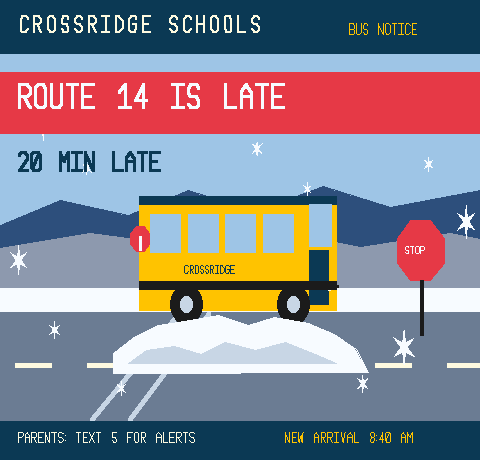 CROSSRIDGE SCHOOLS
BUS NOTICE
ROUTE 14 IS LATE
20 MIN LATE
CROSSRIDGE
STOP
PARENTS: TEXT 5 FOR ALERTS
NEW ARRIVAL 8:40 AM